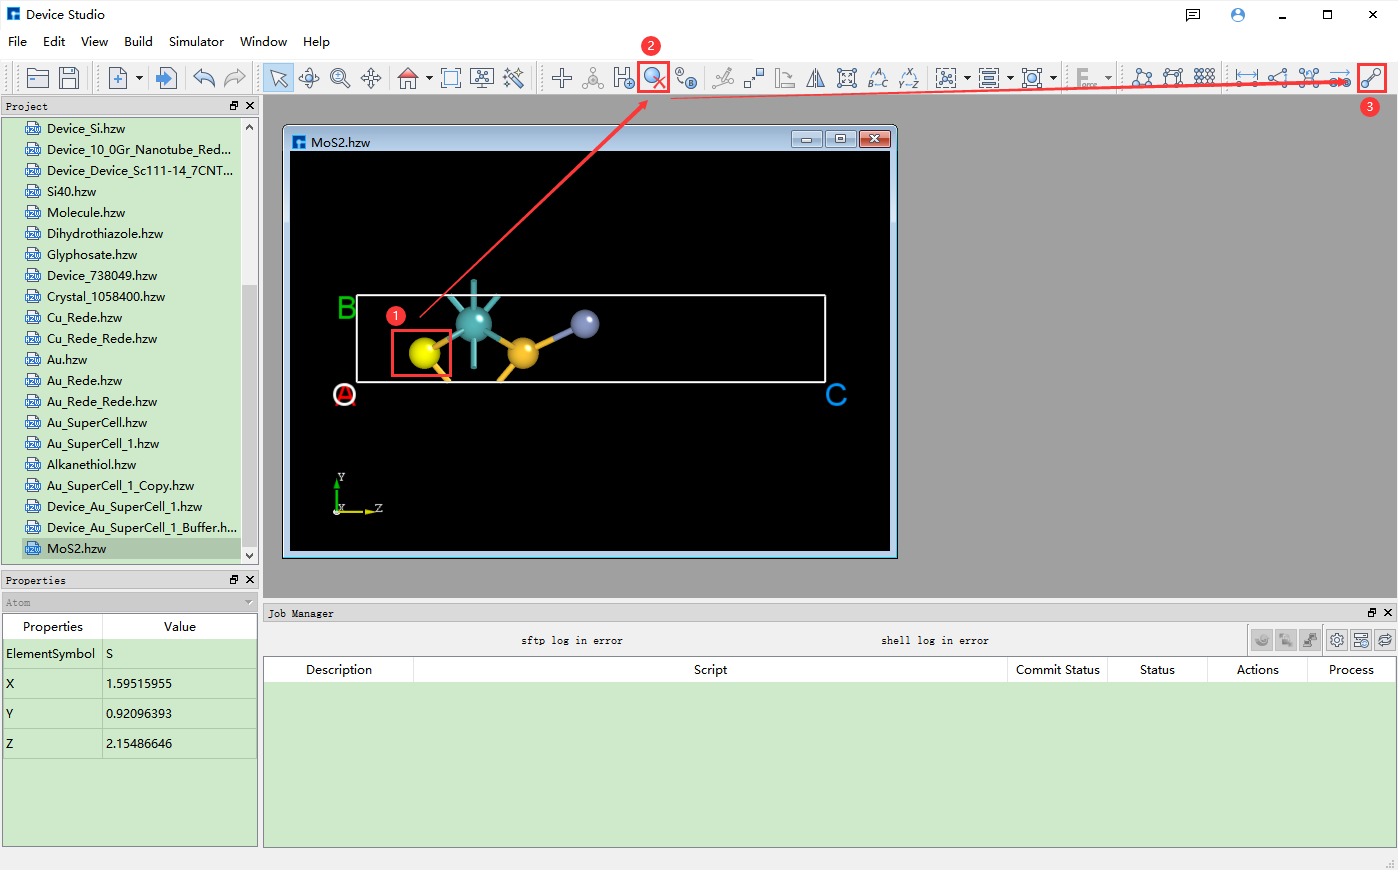 Device Studio
File Edit View Build Simulator Window Help
2
3
Project
Device_Si.hzw
Device_10_0Gr_Nanotube_Red...
Device_Device_Sc111-14_7CNT...
Si40.hzw
Molecule.hzw
Dihydrothiazole.hzw
Glyphosate.hzw
Device_738049.hzw
Crystal_1058400.hzw
Cu_Rede.hzw
Cu_Rede_Rede.hzw
Au.hzw
Au_Rede.hzw
Au_Rede_Rede.hzw
Au_SuperCell.hzw
Au_SuperCell_1.hzw
Alkanethiol.hzw
Au_SuperCell_1_Copy.hzw
Device_Au_SuperCell_1.hzw
Device_Au_SuperCell_1_Buffer.h...
MoS2.hzw
MoS2.hzw
B
1
A
C
Y
X
Z
Properties
Atom
Properties Value
ElementSymbol S
X 1.59515955
Y 0.92096393
Z 2.15486646
Job Manager
sftp log in error shell log in error
Description Script Commit Status Status Actions Process